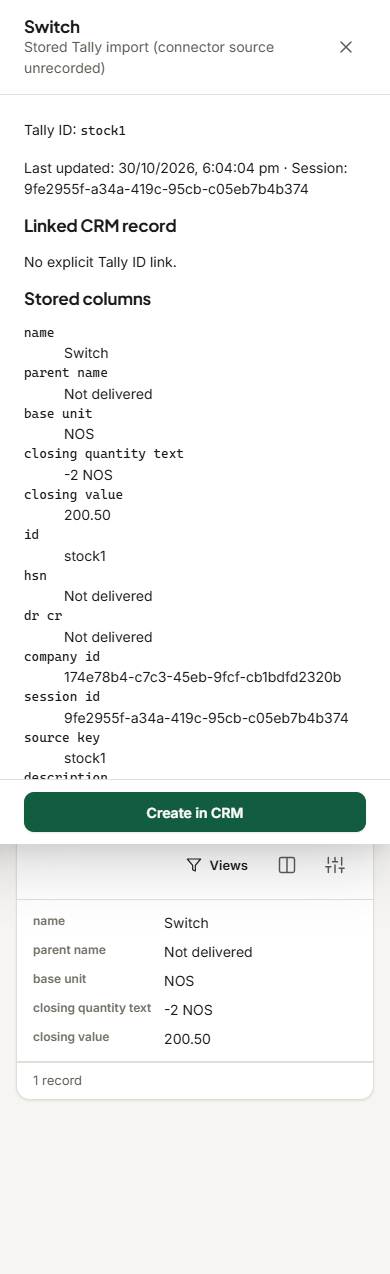 Switch
Stored Tally import (connector source
unrecorded)
Tally ID: stock1
Last updated: 30/10/2026, 6:04:04 pm · Session:
9fe2955f-a34a-419c-95cb-c05eb7b4b374
Linked CRM record
No explicit Tally ID link.
Stored columns
name
Switch
parent name
Not delivered
base unit
NOS
closing quantity text
-2 NOS
closing value
200.50
id
stock1
hsn
Not delivered
dr cr
Not delivered
company id
174e78b4-c7c3-45eb-9fcf-cb1bdfd2320b
session id
9fe2955f-a34a-419c-95cb-c05eb7b4b374
source key
stock1
description
Create in CRM
Views
name Switch
parent name Not delivered
base unit NOS
closing quantity text -2 NOS
closing value 200.50
1 record